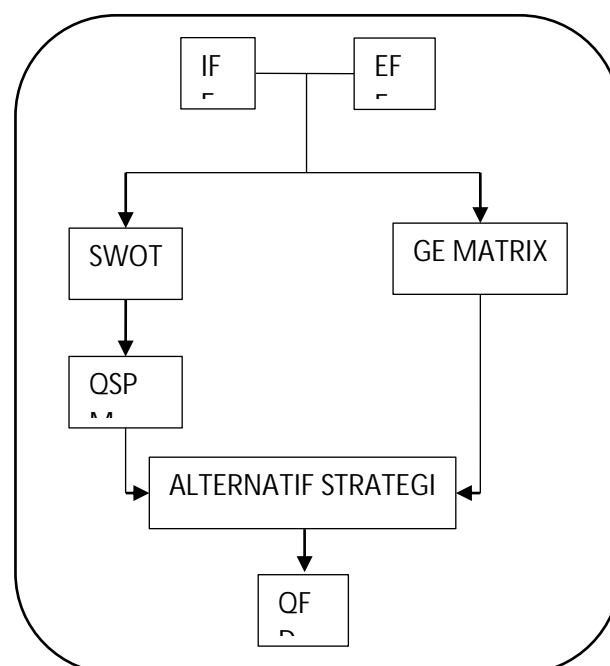 IF
EF
SWOT
GE MATRIX
QSP
ALTERNATIF STRATEGI
QF